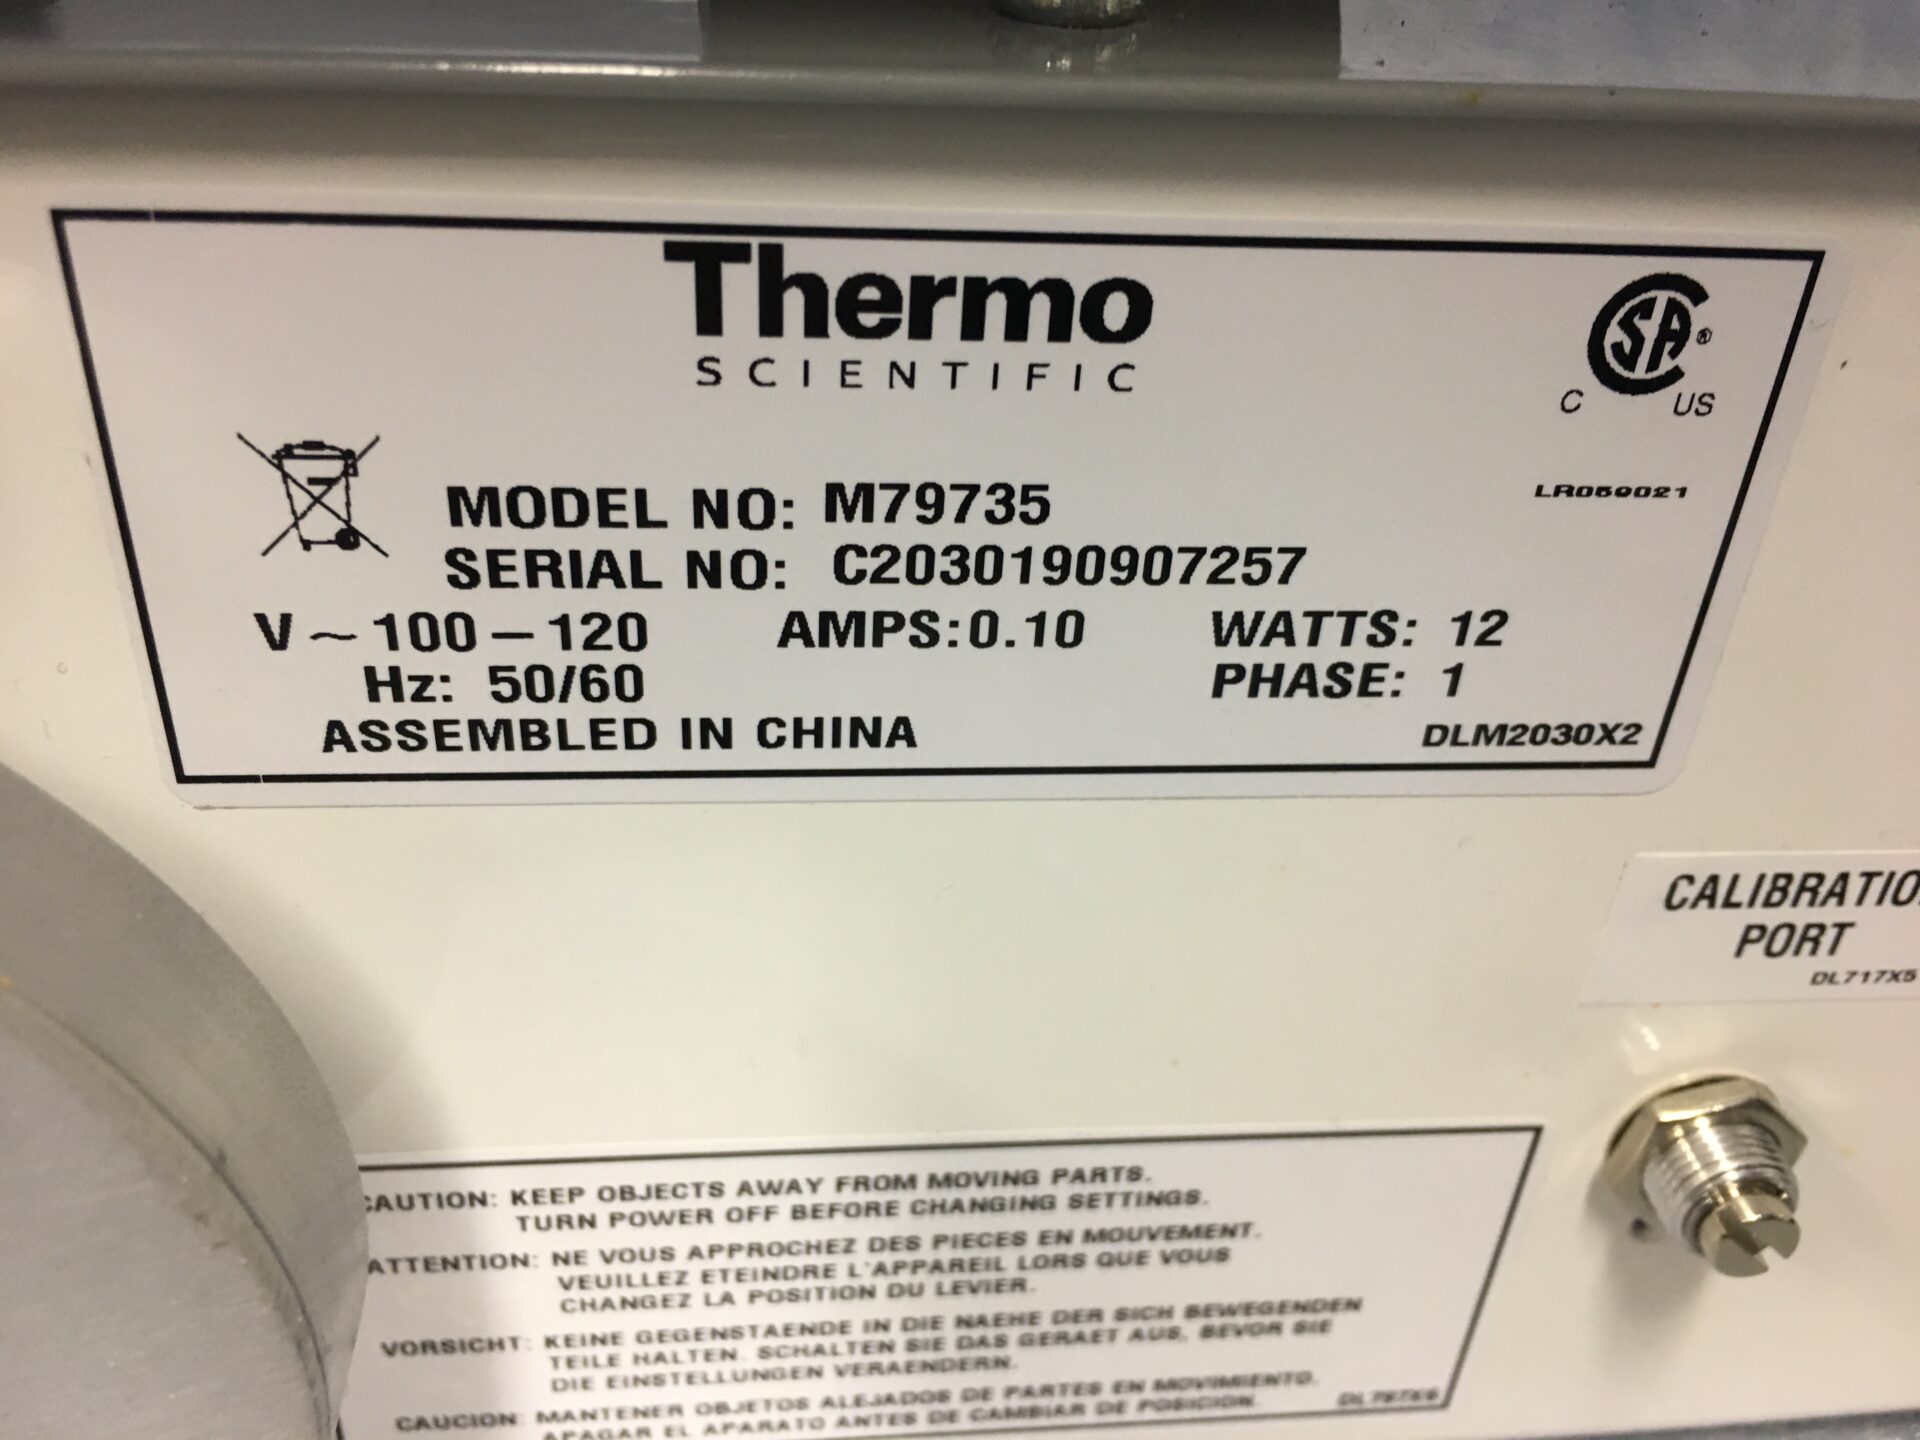 Thermo
SCIENTIFIC
SA®
C US
LR059021
MODEL NO: M79735
SERIAL NO: C2030190907257
V ~ 100 – 120 AMPS:0.10 WATTS: 12
Hz: 50/60 PHASE: 1
ASSEMBLED IN CHINA DLM2030X2
CALIBRATIO
PORT
DL717X5
CAUTION: KEEP OBJECTS AWAY FROM MOVING PARTS.
TURN POWER OFF BEFORE CHANGING SETTINGS.
ATTENTION: NE VOUS APPROCHEZ DES PIECES EN MOUVEMENT.
VEUILLEZ ETEINDRE L'APPAREIL LORS QUE VOUS
CHANGEZ LA POSITION DU LEVIER.
VORSICHT: KEINE GEGENSTAENDE IN DIE NAEHE DER SICH BEWEGENDEN
TEILE HALTEN. SCHALTEN SIE DAS GERAET AUS, BEVOR SIE
DIE EINSTELLUNGEN VERAENDERN.
CAUCION: MANTENER OBJETOS ALEJADOS DE PARTES EN MOVIMIENTO.
APAGAR EL APARATO ANTES DE CAMBIAR DE POSICION.